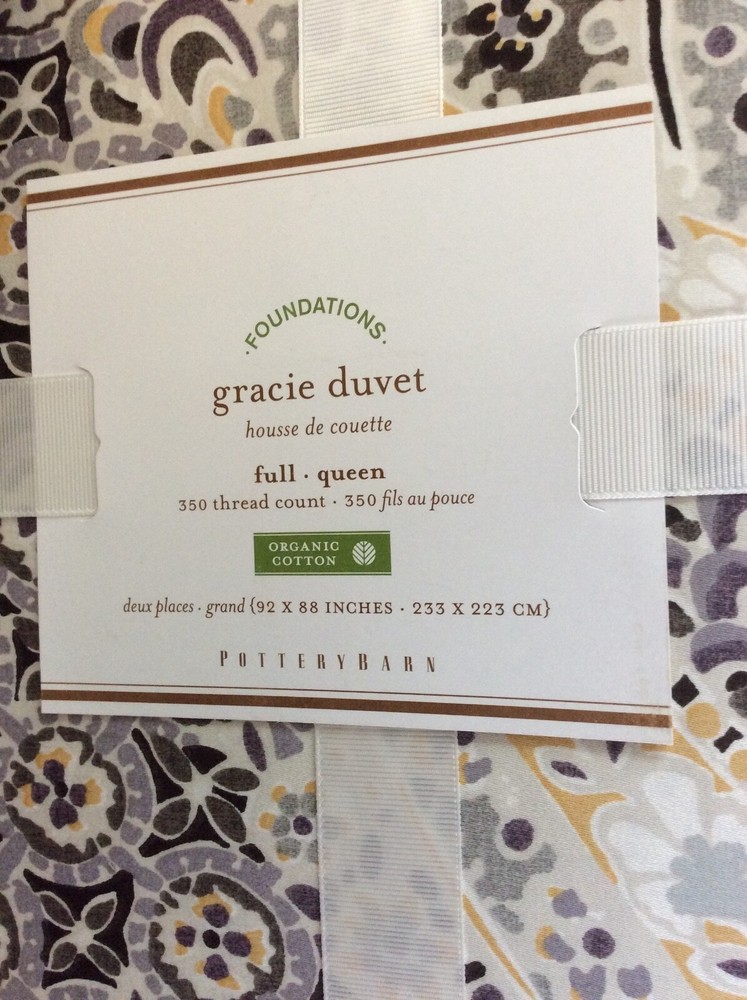 ·FOUNDATIONS·
gracie duvet
housse de couette
full · queen
350 thread count · 350 fils au pouce
ORGANIC
COTTON
deux places · grand {92 X 88 INCHES · 233 X 223 CM}
POTTERYBARN